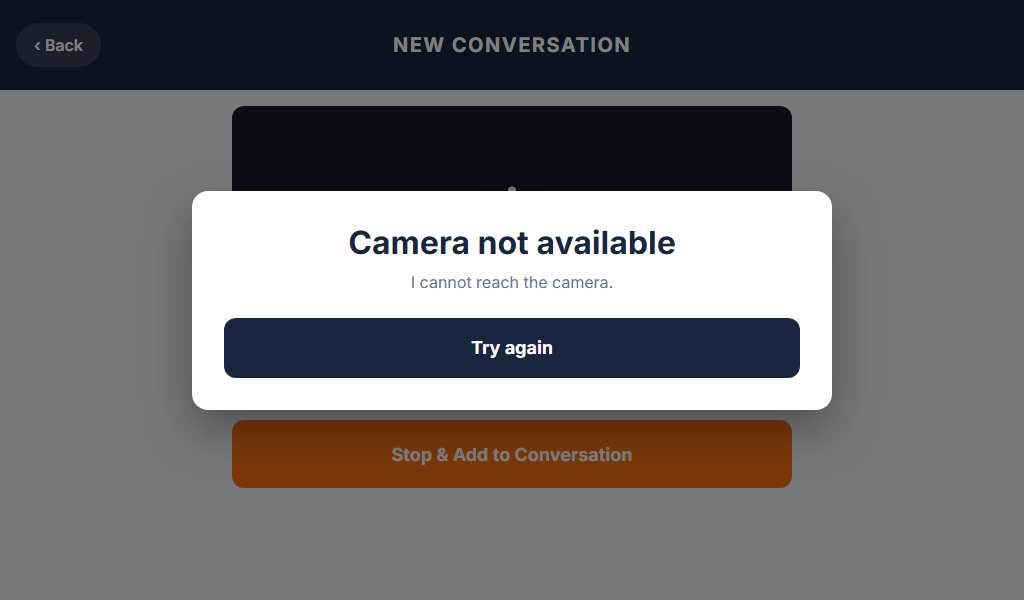 ‹ Back
NEW CONVERSATION
Camera not available
I cannot reach the camera.
Try again
Stop & Add to Conversation